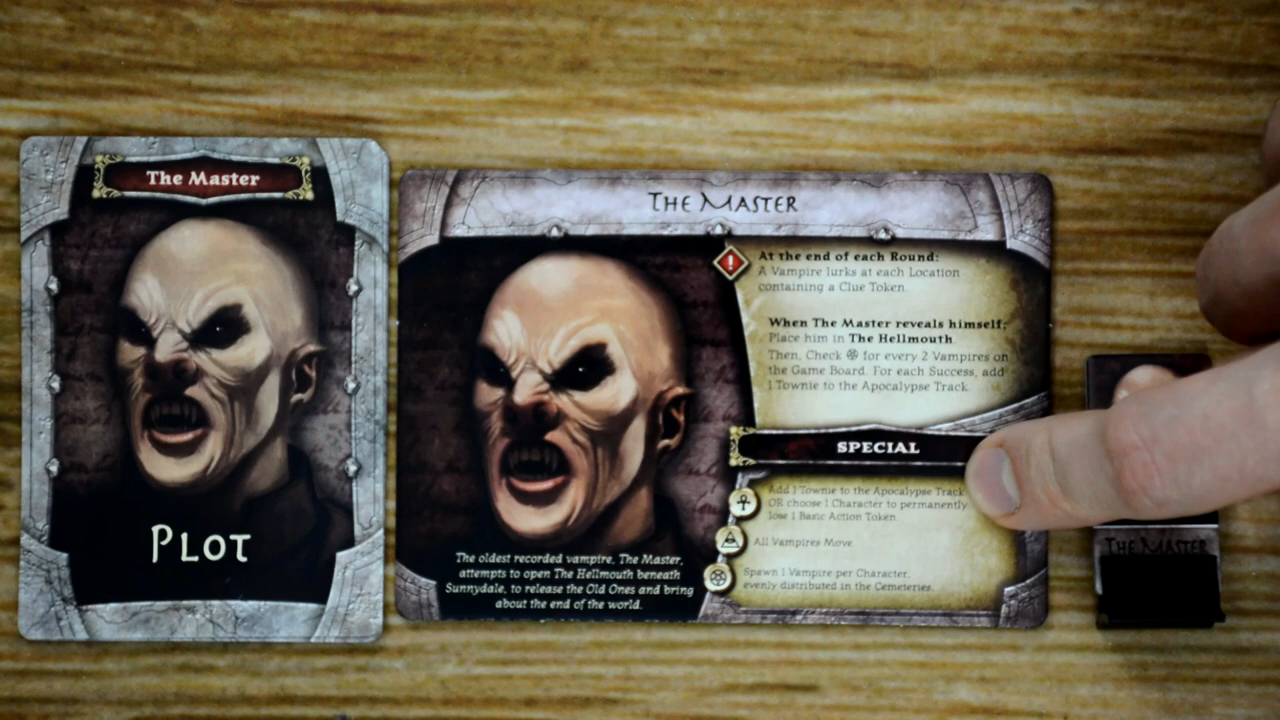 The Master
PLOT
THE MASTER
The oldest recorded vampire, The Master,
attempts to open The Hellmouth beneath
Sunnydale, to release the Old Ones and bring
about the end of the world.
At the end of each Round:
A Vampire lurks at each Location
containing a Clue Token.
When The Master reveals himself:
Place him in The Hellmouth.
Then, Check for every 2 Vampires on
the Game Board. For each Success, add
1 Townie to the Apocalypse Track.
SPECIAL
Add 1 Townie to the Apocalypse Track
OR choose 1 Character to permanently
lose 1 Basic Action Token.
All Vampires Move.
Spawn 1 Vampire per Character,
evenly distributed in the Cemeteries.
THE MASTER